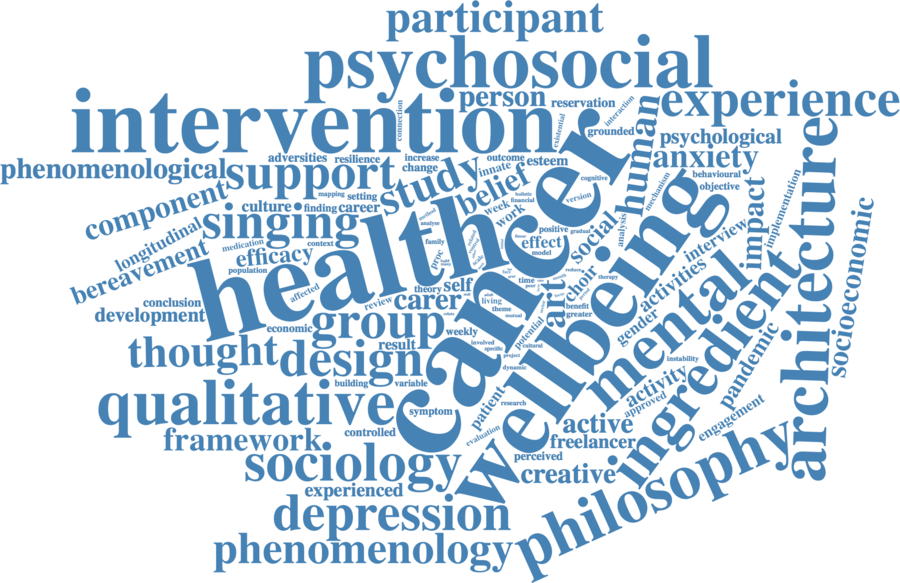 participant
psychosocial
intervention
person
reservation
interaction
experience
connection
existential
grounded
human
psychological
phenomenological
adversities
resilience
increase
change
outcome
innate
esteem
anxiety
support
study
belief
cognitive
behavioural
objective
component
mapping
setting
holistic
financial
version
mechanism
culture
finding
career
week
work
singing
healthcare
cancer
social
analysis
impact
implementation
architecture
longitudinal
medication
context
family
positive
gradual
effect
model
interview
bereavement
efficacy
population
proc
wellbeing
socioeconomic
affected
theory
self
time
art
choir
therapy
activities
conclusion
review
carer
living
theme
benefit
greater
mental
development
economic
group
weekly
mutual
potential
gender
ingredient
thought
design
result
involved
specific
cultural
project
dynamic
instability
pandemic
building
variable
qualitative
symptom
patient
research
activity
approved
controlled
evaluation
active
engagement
framework
freelancer
perceived
sociology
creative
philosophy
experienced
depression
phenomenology